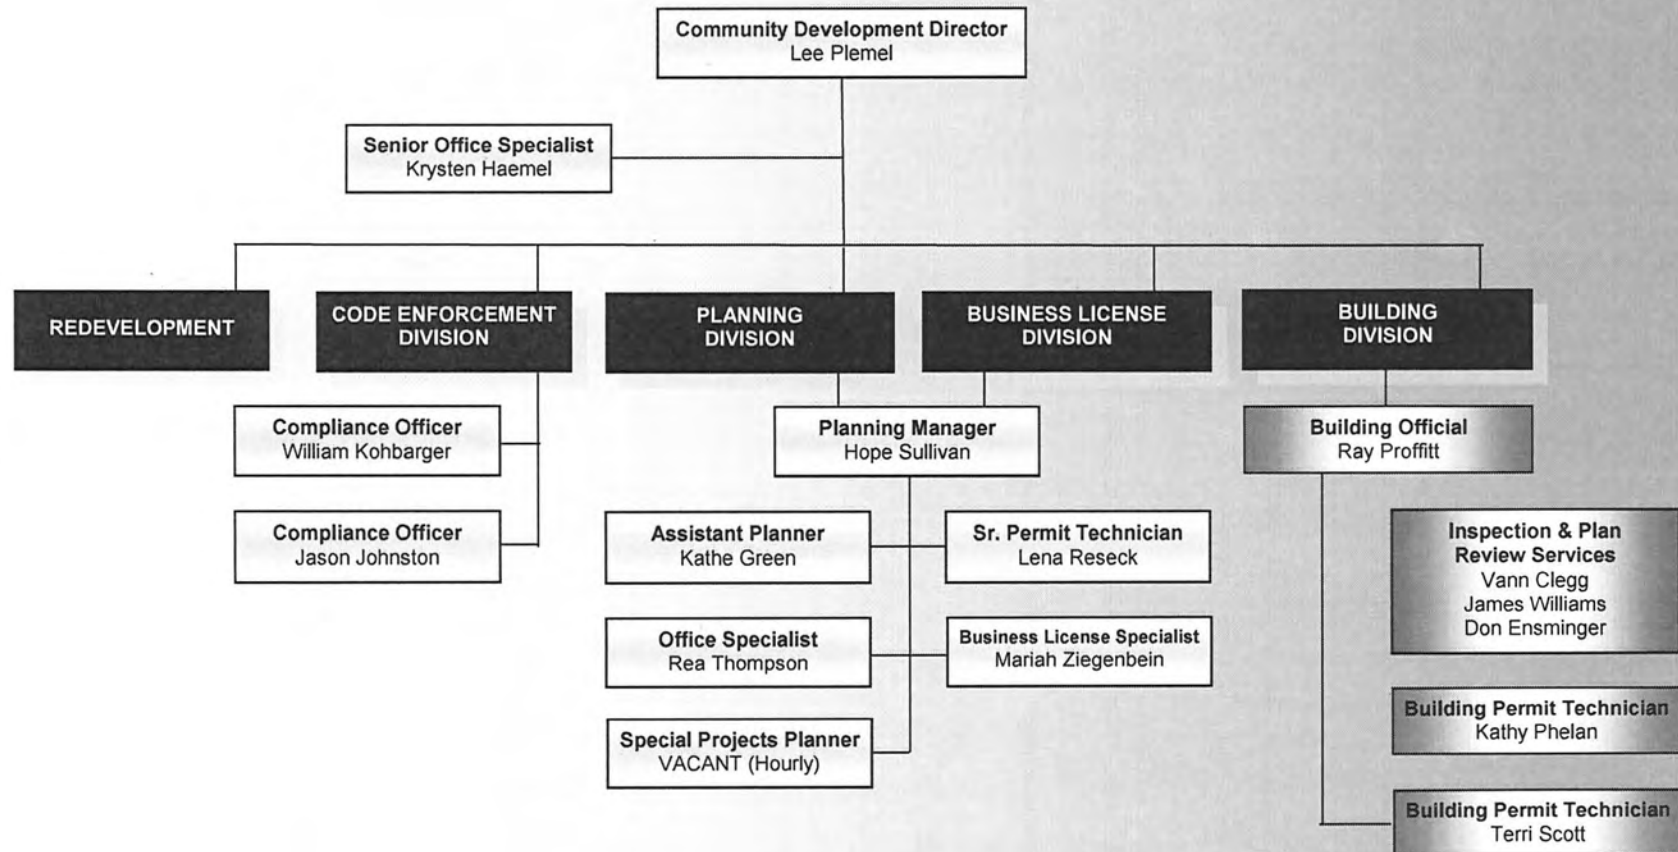 Community Development Director
Lee Plemel
Senior Office Specialist
Krysten Haemel
REDEVELOPMENT
CODE ENFORCEMENT
DIVISION
PLANNING
DIVISION
BUSINESS LICENSE
DIVISION
BUILDING
DIVISION
Compliance Officer
William Kohbarger
Compliance Officer
Jason Johnston
Planning Manager
Hope Sullivan
Assistant Planner
Kathe Green
Sr. Permit Technician
Lena Reseck
Office Specialist
Rea Thompson
Business License Specialist
Mariah Ziegenbein
Special Projects Planner
VACANT (Hourly)
Building Official
Ray Proffitt
Inspection & Plan
Review Services
Vann Clegg
James Williams
Don Ensminger
Building Permit Technician
Kathy Phelan
Building Permit Technician
Terri Scott